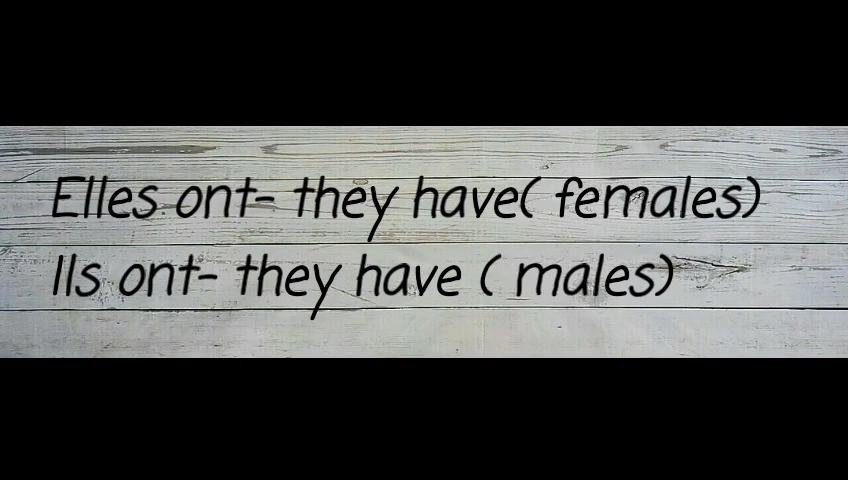 Elles ont- they have( females)
Ils ont- they have ( males)